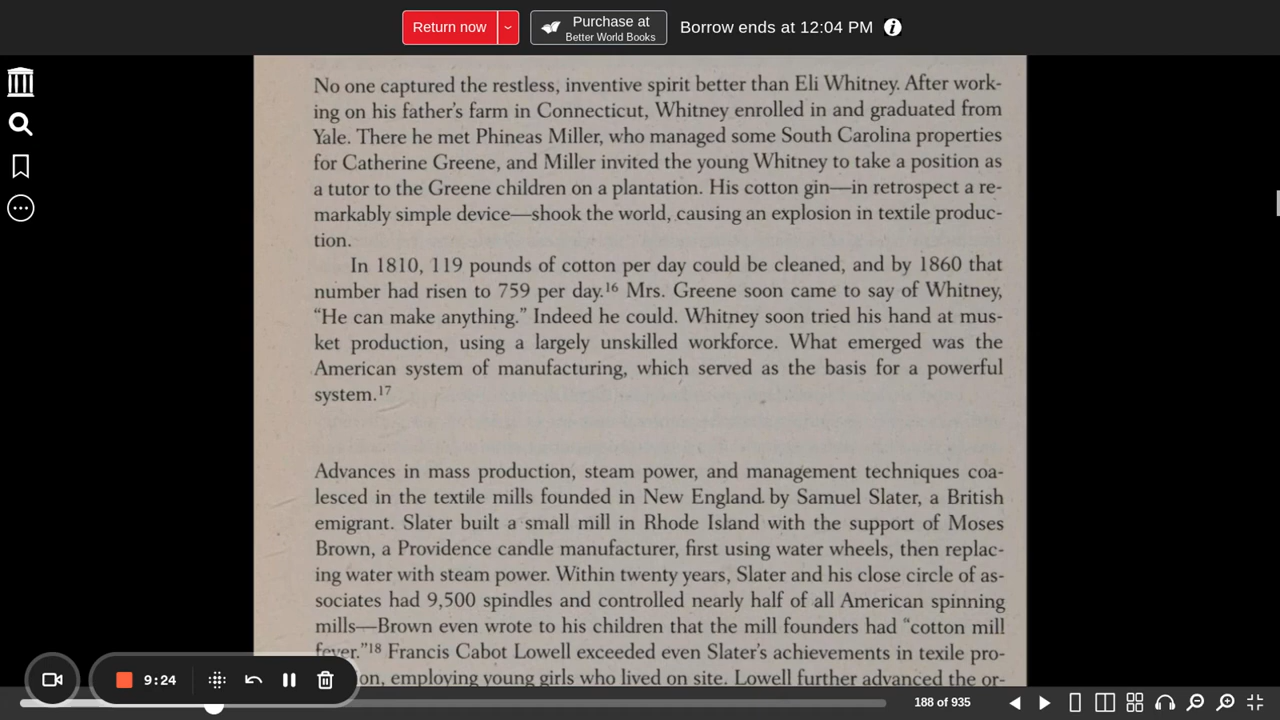 Return now
Purchase at
Better World Books
Borrow ends at 12:04 PM
No one captured the restless, inventive spirit better than Eli Whitney. After work-
ing on his father's farm in Connecticut, Whitney enrolled in and graduated from
Yale. There he met Phineas Miller, who managed some South Carolina properties
for Catherine Greene, and Miller invited the young Whitney to take a position as
a tutor to the Greene children on a plantation. His cotton gin—in retrospect a re-
markably simple device—shook the world, causing an explosion in textile produc-
tion.
In 1810, 119 pounds of cotton per day could be cleaned, and by 1860 that
number had risen to 759 per day.16 Mrs. Greene soon came to say of Whitney,
“He can make anything.” Indeed he could. Whitney soon tried his hand at mus-
ket production, using a largely unskilled workforce. What emerged was the
American system of manufacturing, which served as the basis for a powerful
system.17
Advances in mass production, steam power, and management techniques coa-
lesced in the textile mills founded in New England by Samuel Slater, a British
emigrant. Slater built a small mill in Rhode Island with the support of Moses
Brown, a Providence candle manufacturer, first using water wheels, then replac-
ing water with steam power. Within twenty years, Slater and his close circle of as-
sociates had 9,500 spindles and controlled nearly half of all American spinning
mills—Brown even wrote to his children that the mill founders had “cotton mill
fever.”18 Francis Cabot Lowell exceeded even Slater's achievements in texile pro-
on, employing young girls who lived on site. Lowell further advanced the or-
9:24
188 of 935